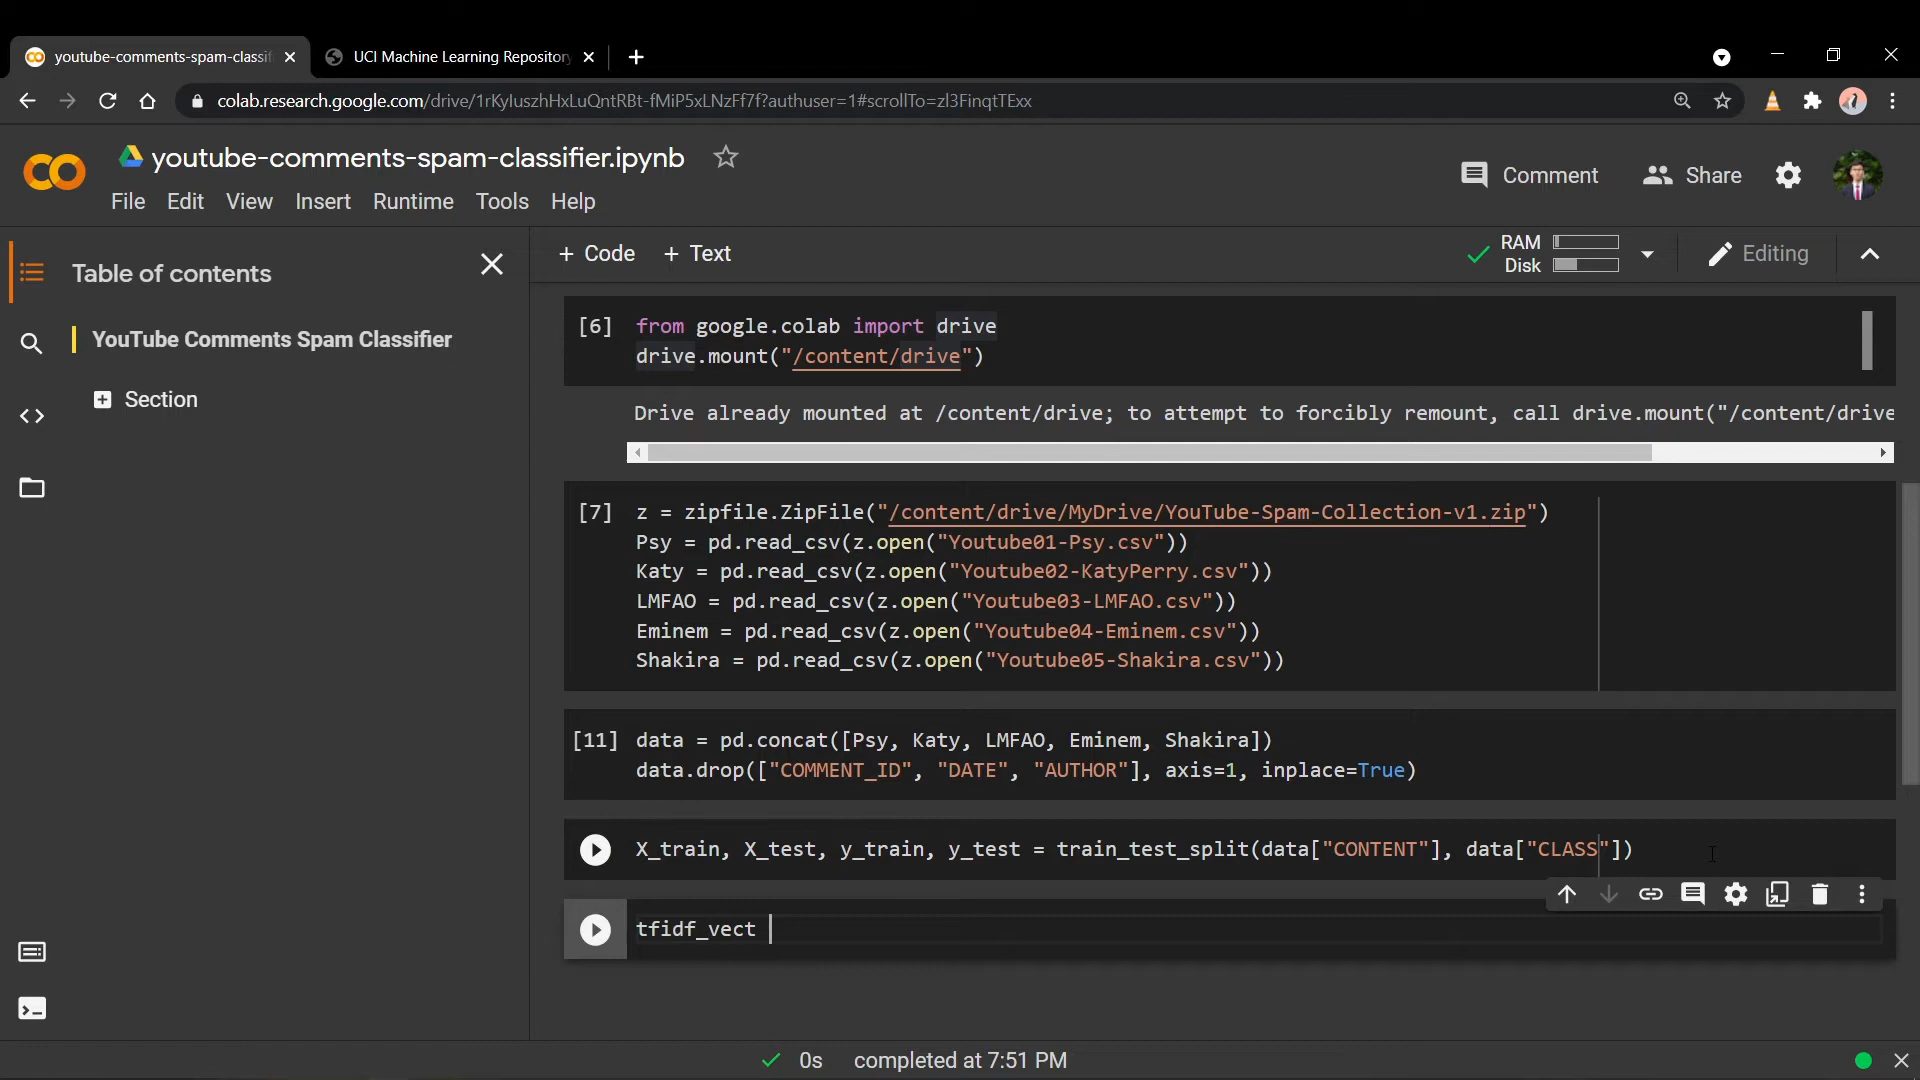 youtube-comments-spam-classif
UCI Machine Learning Repository
colab.research.google.com/drive/1rKyIuszhHxLuQntRBt-fMiP5xLNzFf7f?authuser=1#scrollTo=zl3FinqtTExx
youtube-comments-spam-classifier.ipynb
Comment
Share
File Edit View Insert Runtime Tools Help
Table of contents
YouTube Comments Spam Classifier
Section
+ Code + Text
RAM
Disk
Editing
[6] from google.colab import drive
drive.mount("/content/drive")
Drive already mounted at /content/drive; to attempt to forcibly remount, call drive.mount("/content/drive
[7] z = zipfile.ZipFile("/content/drive/MyDrive/YouTube-Spam-Collection-v1.zip")
Psy = pd.read_csv(z.open("Youtube01-Psy.csv"))
Katy = pd.read_csv(z.open("Youtube02-KatyPerry.csv"))
LMFAO = pd.read_csv(z.open("Youtube03-LMFAO.csv"))
Eminem = pd.read_csv(z.open("Youtube04-Eminem.csv"))
Shakira = pd.read_csv(z.open("Youtube05-Shakira.csv"))
[11] data = pd.concat([Psy, Katy, LMFAO, Eminem, Shakira])
data.drop(["COMMENT_ID", "DATE", "AUTHOR"], axis=1, inplace=True)
X_train, X_test, y_train, y_test = train_test_split(data["CONTENT"], data["CLASS"])
tfidf_vect
0s completed at 7:51 PM